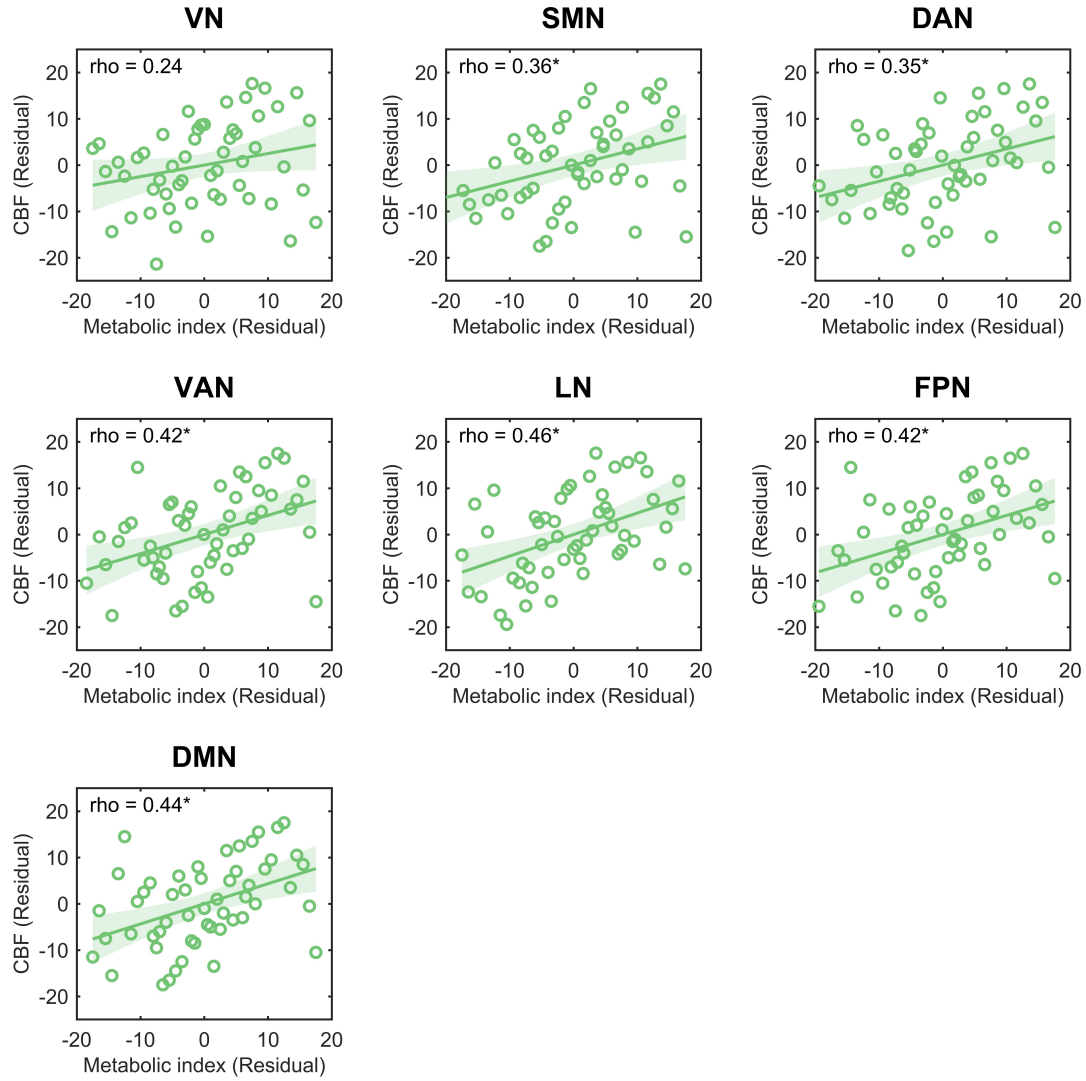 VN
rho = 0.24
CBF (Residual)
20
10
0
-10
-20
-20 -10 0 10 20
Metabolic index (Residual)
SMN
rho = 0.36*
CBF (Residual)
20
10
0
-10
-20
-20 -10 0 10 20
Metabolic index (Residual)
DAN
rho = 0.35*
CBF (Residual)
20
10
0
-10
-20
-20 -10 0 10 20
Metabolic index (Residual)
VAN
rho = 0.42*
CBF (Residual)
20
10
0
-10
-20
-20 -10 0 10 20
Metabolic index (Residual)
LN
rho = 0.46*
CBF (Residual)
20
10
0
-10
-20
-20 -10 0 10 20
Metabolic index (Residual)
FPN
rho = 0.42*
CBF (Residual)
20
10
0
-10
-20
-20 -10 0 10 20
Metabolic index (Residual)
DMN
rho = 0.44*
CBF (Residual)
20
10
0
-10
-20
-20 -10 0 10 20
Metabolic index (Residual)